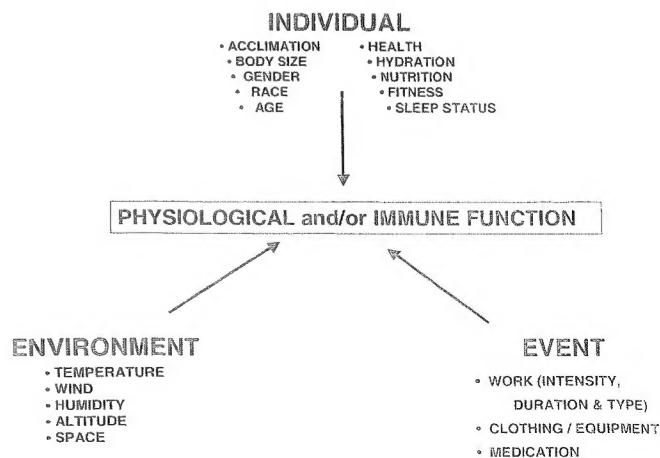 INDIVIDUAL
• ACCLIMATION
• BODY SIZE
• GENDER
• RACE
• AGE
• HEALTH
• HYDRATION
• NUTRITION
• FITNESS
• SLEEP STATUS
PHYSIOLOGICAL and/or IMMUNE FUNCTION
ENVIRONMENT
• TEMPERATURE
• WIND
• HUMIDITY
• ALTITUDE
• SPACE
EVENT
• WORK (INTENSITY,
DURATION & TYPE)
• CLOTHING / EQUIPMENT
• MEDICATION